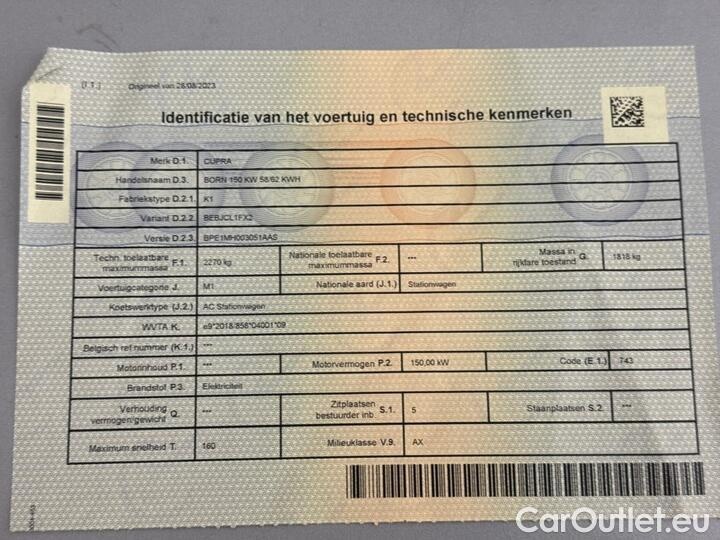 (I.1.) Origineel van 28/08/2023
Identificatie van het voertuig en technische kenmerken
Merk D.1. CUPRA
Handelsnaam D.3. BORN 150 KW 58/62 KWH
Fabriekstype D.2.1. K1
Variant D.2.2. BEBJCL1FX2
Versie D.2.3. BPE1MH003051AAS
Techn. toelaatbare maximummassa F.1. 2270 kg Nationale toelaatbare maximummassa F.2. --- Massa in rijklare toestand G. 1818 kg
Voertuigcategorie J. M1 Nationale aard (J.1.) Stationwagen
Koetswerktype (J.2.) AC Stationwagen
WVTA K. e9*2018/858*04001*09
Belgisch ref nummer (K.1.) ---
Motorinhoud P.1. --- Motorvermogen P.2. 150,00 kW Code (E.1.) 743
Brandstof P.3. Elektriciteit
Verhouding vermogen/gewicht Q. --- Zitplaatsen bestuurder inb. S.1. 5 Staanplaatsen S.2. ---
Maximum snelheid T. 160 Milieuklasse V.9. AX
CarOutlet.eu